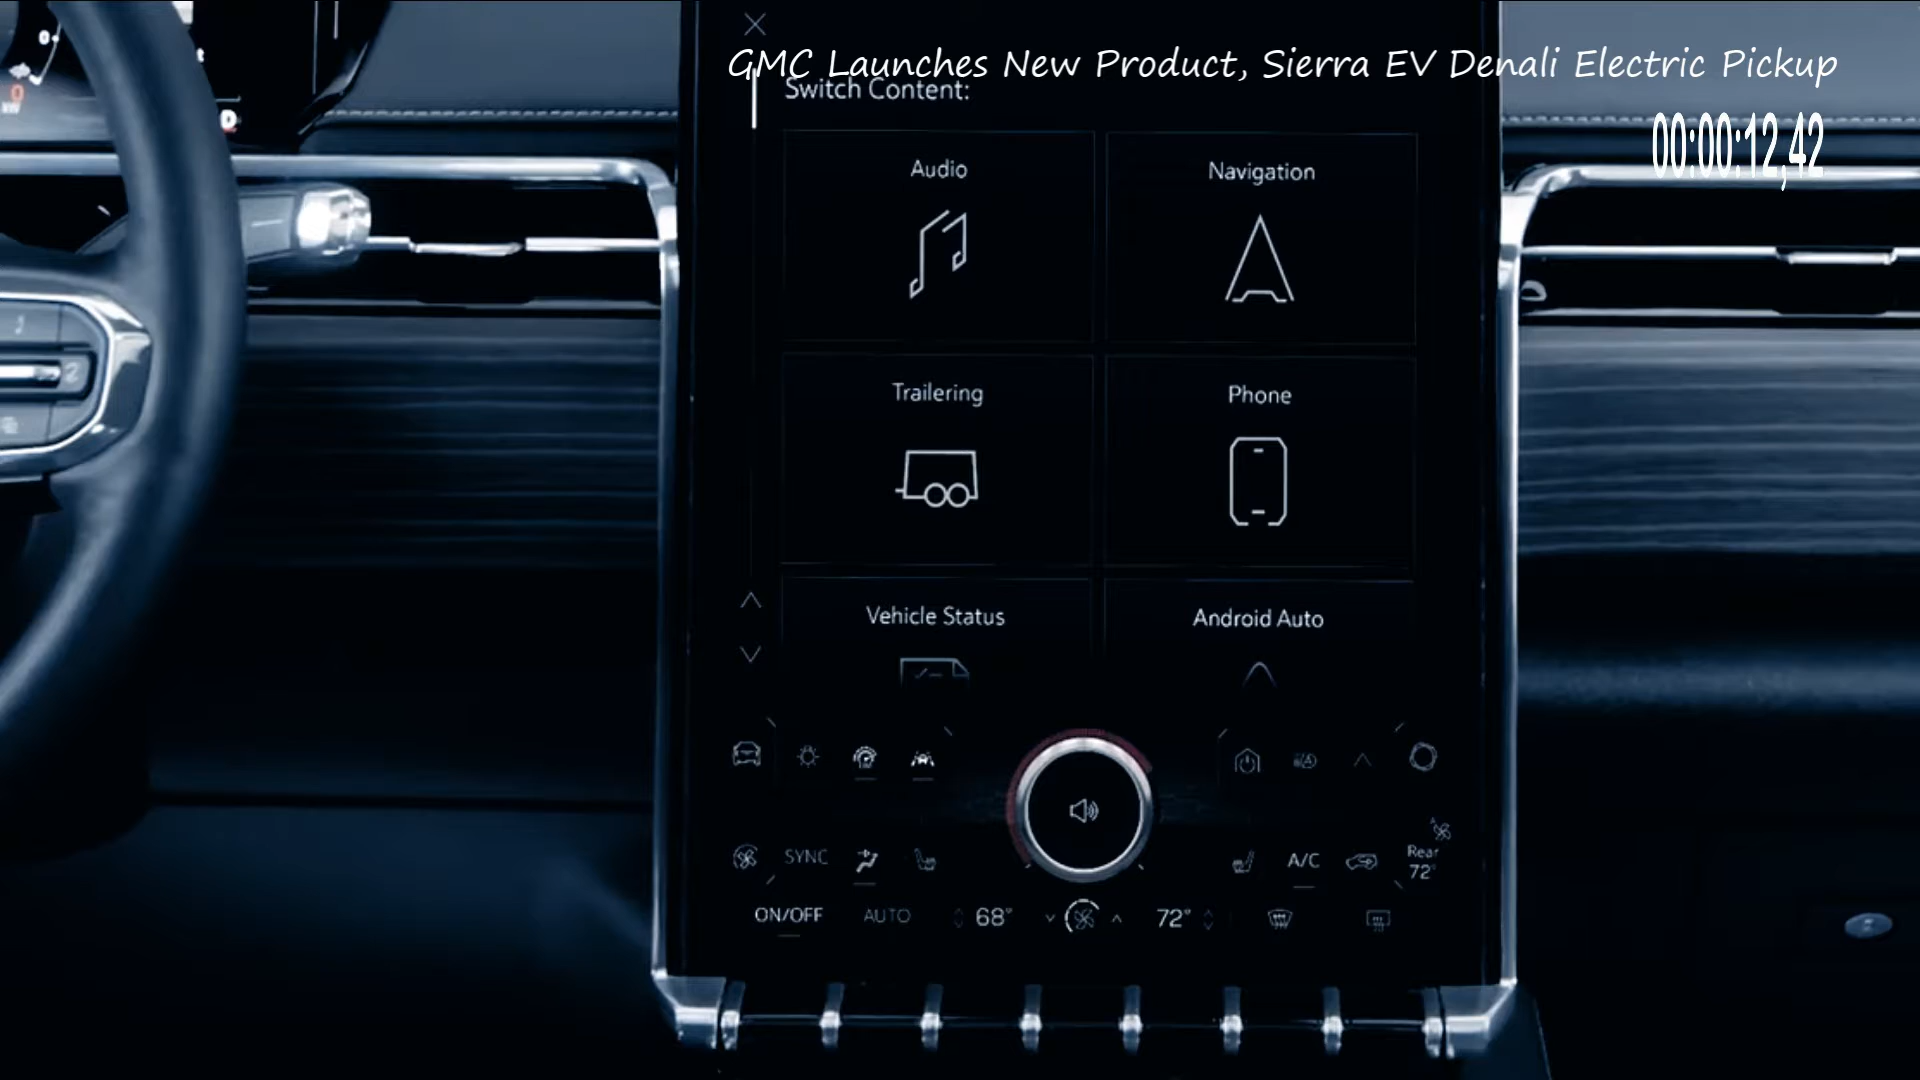 GMC Launches New Product, Sierra EV Denali Electric Pickup
Switch Content:
00:00:12,42
Audio
Navigation
Trailering
Phone
Vehicle Status
Android Auto
SYNC
A/C
Rear
72°
ON/OFF
AUTO
68°
72°
0
D